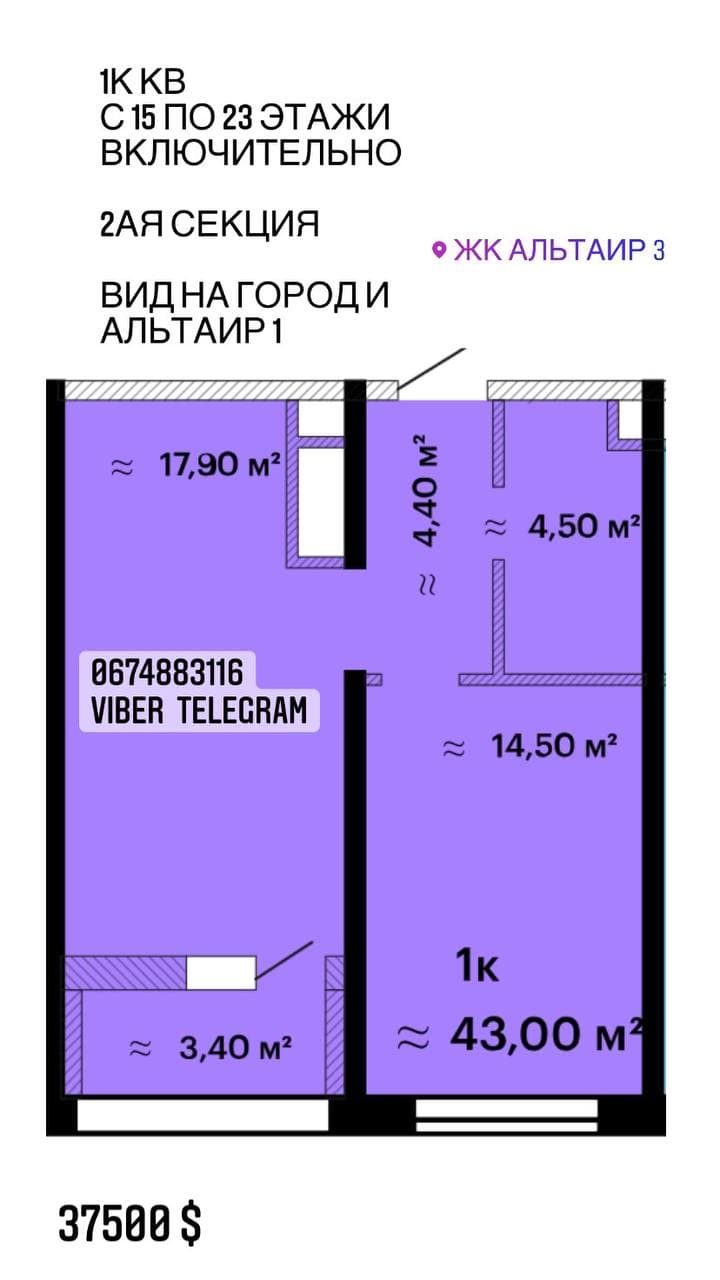 1К КВ
С 15 ПО 23 ЭТАЖИ
ВКЛЮЧИТЕЛЬНО
2АЯ СЕКЦИЯ
ЖК АЛЬТАИР 3
ВИД НА ГОРОД И
АЛЬТАИР 1
≈ 17,90 м²
≈ 4,40 м²
≈ 4,50 м²
0674883116
VIBER TELEGRAM
≈ 14,50 м²
1к
≈ 43,00 м²
≈ 3,40 м²
37500 $